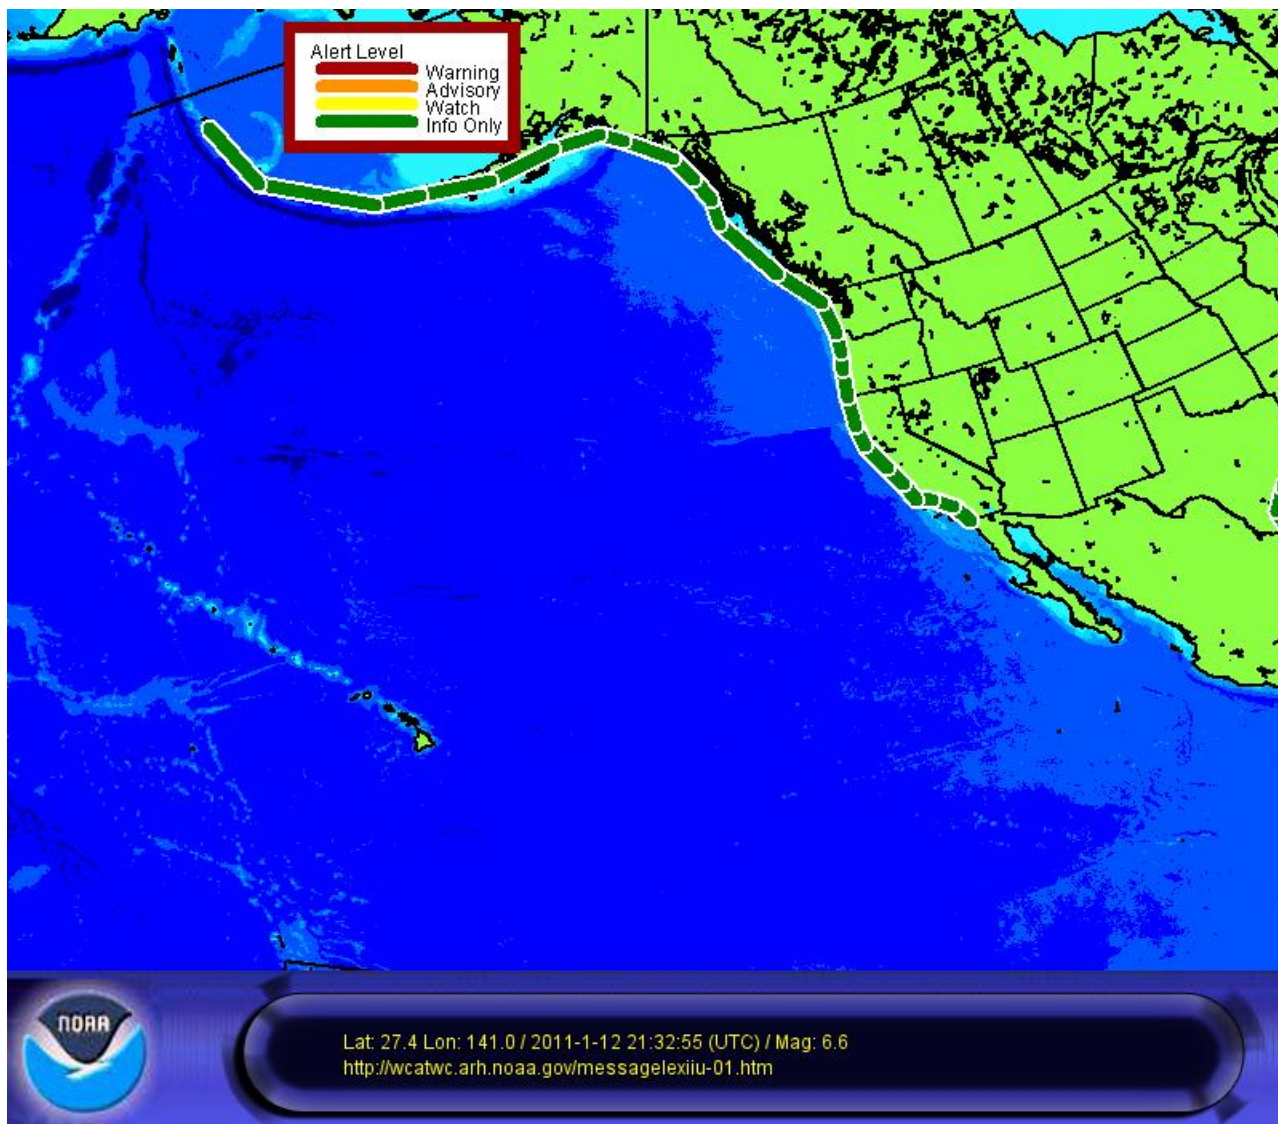 Alert Level
Warning
Advisory
Watch
Info Only
NOAA
Lat: 27.4 Lon: 141.0 / 2011-1-12 21:32:55 (UTC) / Mag: 6.6
http://wcatwc.arh.noaa.gov/messagelexiiu-01.htm